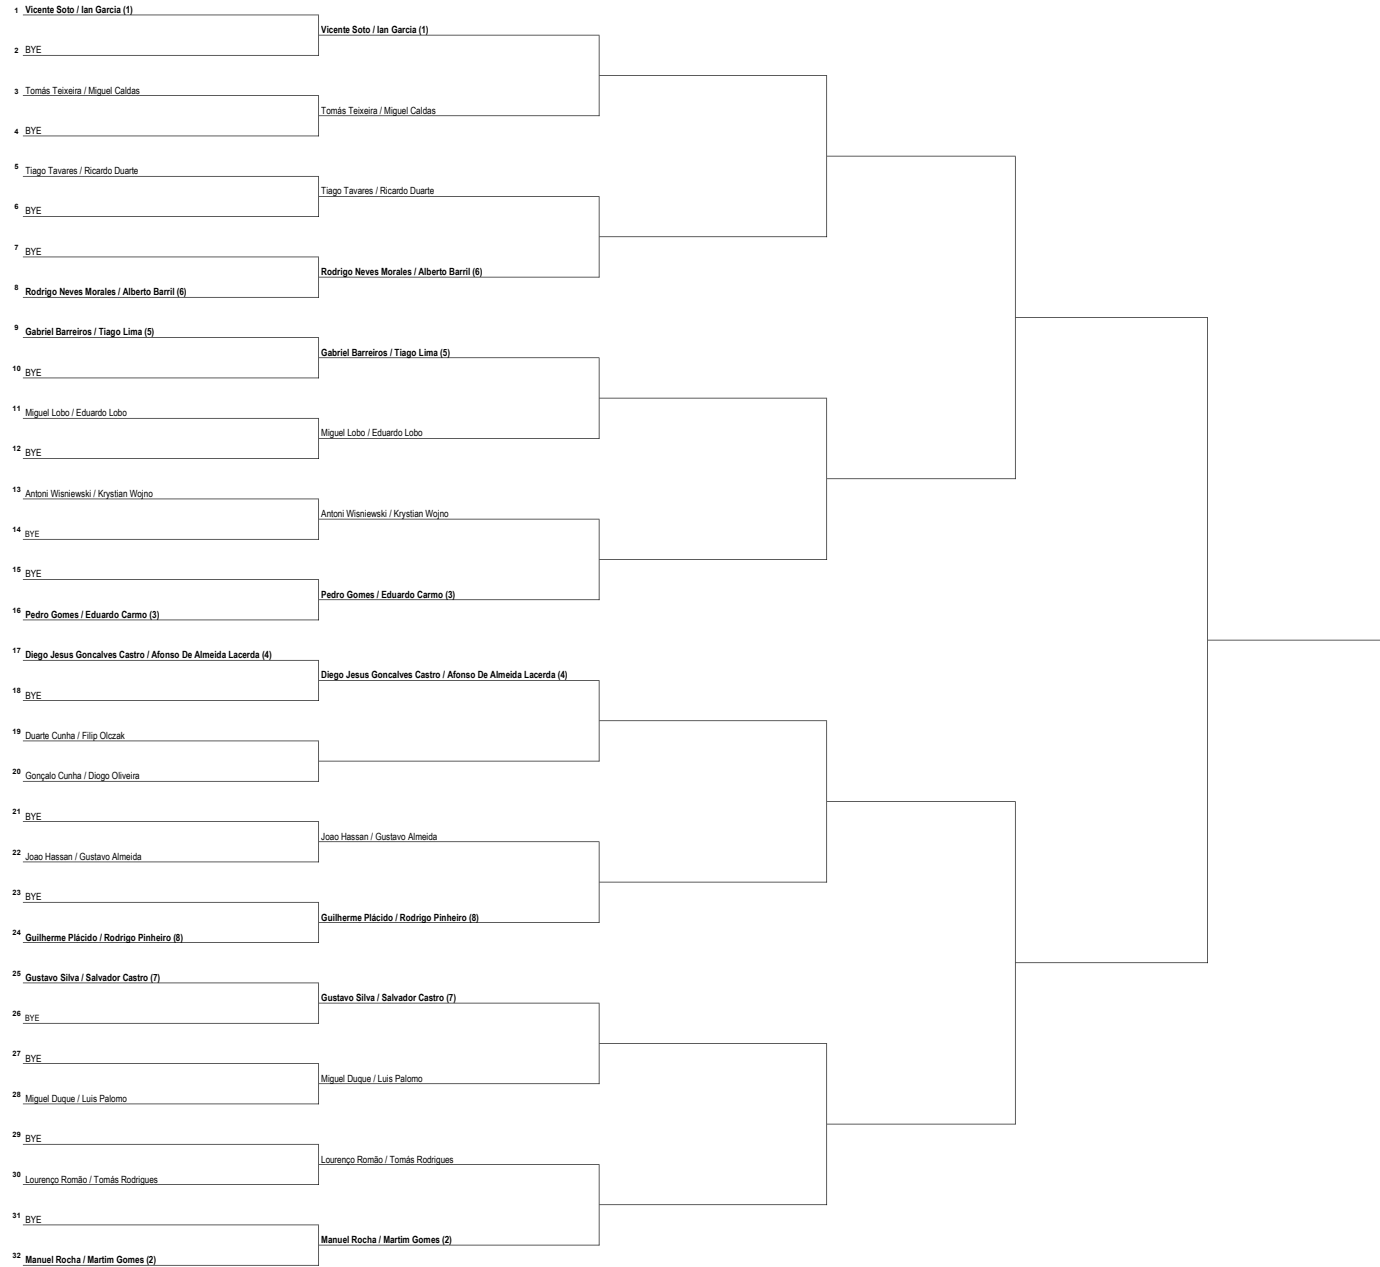 1 Vicente Soto / Ian Garcia (1)
Vicente Soto / Ian Garcia (1)
2 BYE
3 Tomás Teixeira / Miguel Caldas
Tomás Teixeira / Miguel Caldas
4 BYE
5 Tiago Tavares / Ricardo Duarte
Tiago Tavares / Ricardo Duarte
6 BYE
7 BYE
Rodrigo Neves Morales / Alberto Barril (6)
8 Rodrigo Neves Morales / Alberto Barril (6)
9 Gabriel Barreiros / Tiago Lima (5)
Gabriel Barreiros / Tiago Lima (5)
10 BYE
11 Miguel Lobo / Eduardo Lobo
Miguel Lobo / Eduardo Lobo
12 BYE
13 Antoni Wisniewski / Krystian Wojno
Antoni Wisniewski / Krystian Wojno
14 BYE
15 BYE
Pedro Gomes / Eduardo Carmo (3)
16 Pedro Gomes / Eduardo Carmo (3)
17 Diego Jesus Goncalves Castro / Afonso De Almeida Lacerda (4)
Diego Jesus Goncalves Castro / Afonso De Almeida Lacerda (4)
18 BYE
19 Duarte Cunha / Filip Olczak
20 Gonçalo Cunha / Diogo Oliveira
21 BYE
Joao Hassan / Gustavo Almeida
22 Joao Hassan / Gustavo Almeida
23 BYE
Guilherme Plácido / Rodrigo Pinheiro (8)
24 Guilherme Plácido / Rodrigo Pinheiro (8)
25 Gustavo Silva / Salvador Castro (7)
Gustavo Silva / Salvador Castro (7)
26 BYE
27 BYE
Miguel Duque / Luis Palomo
28 Miguel Duque / Luis Palomo
29 BYE
Lourenço Romão / Tomás Rodrigues
30 Lourenço Romão / Tomás Rodrigues
31 BYE
Manuel Rocha / Martim Gomes (2)
32 Manuel Rocha / Martim Gomes (2)